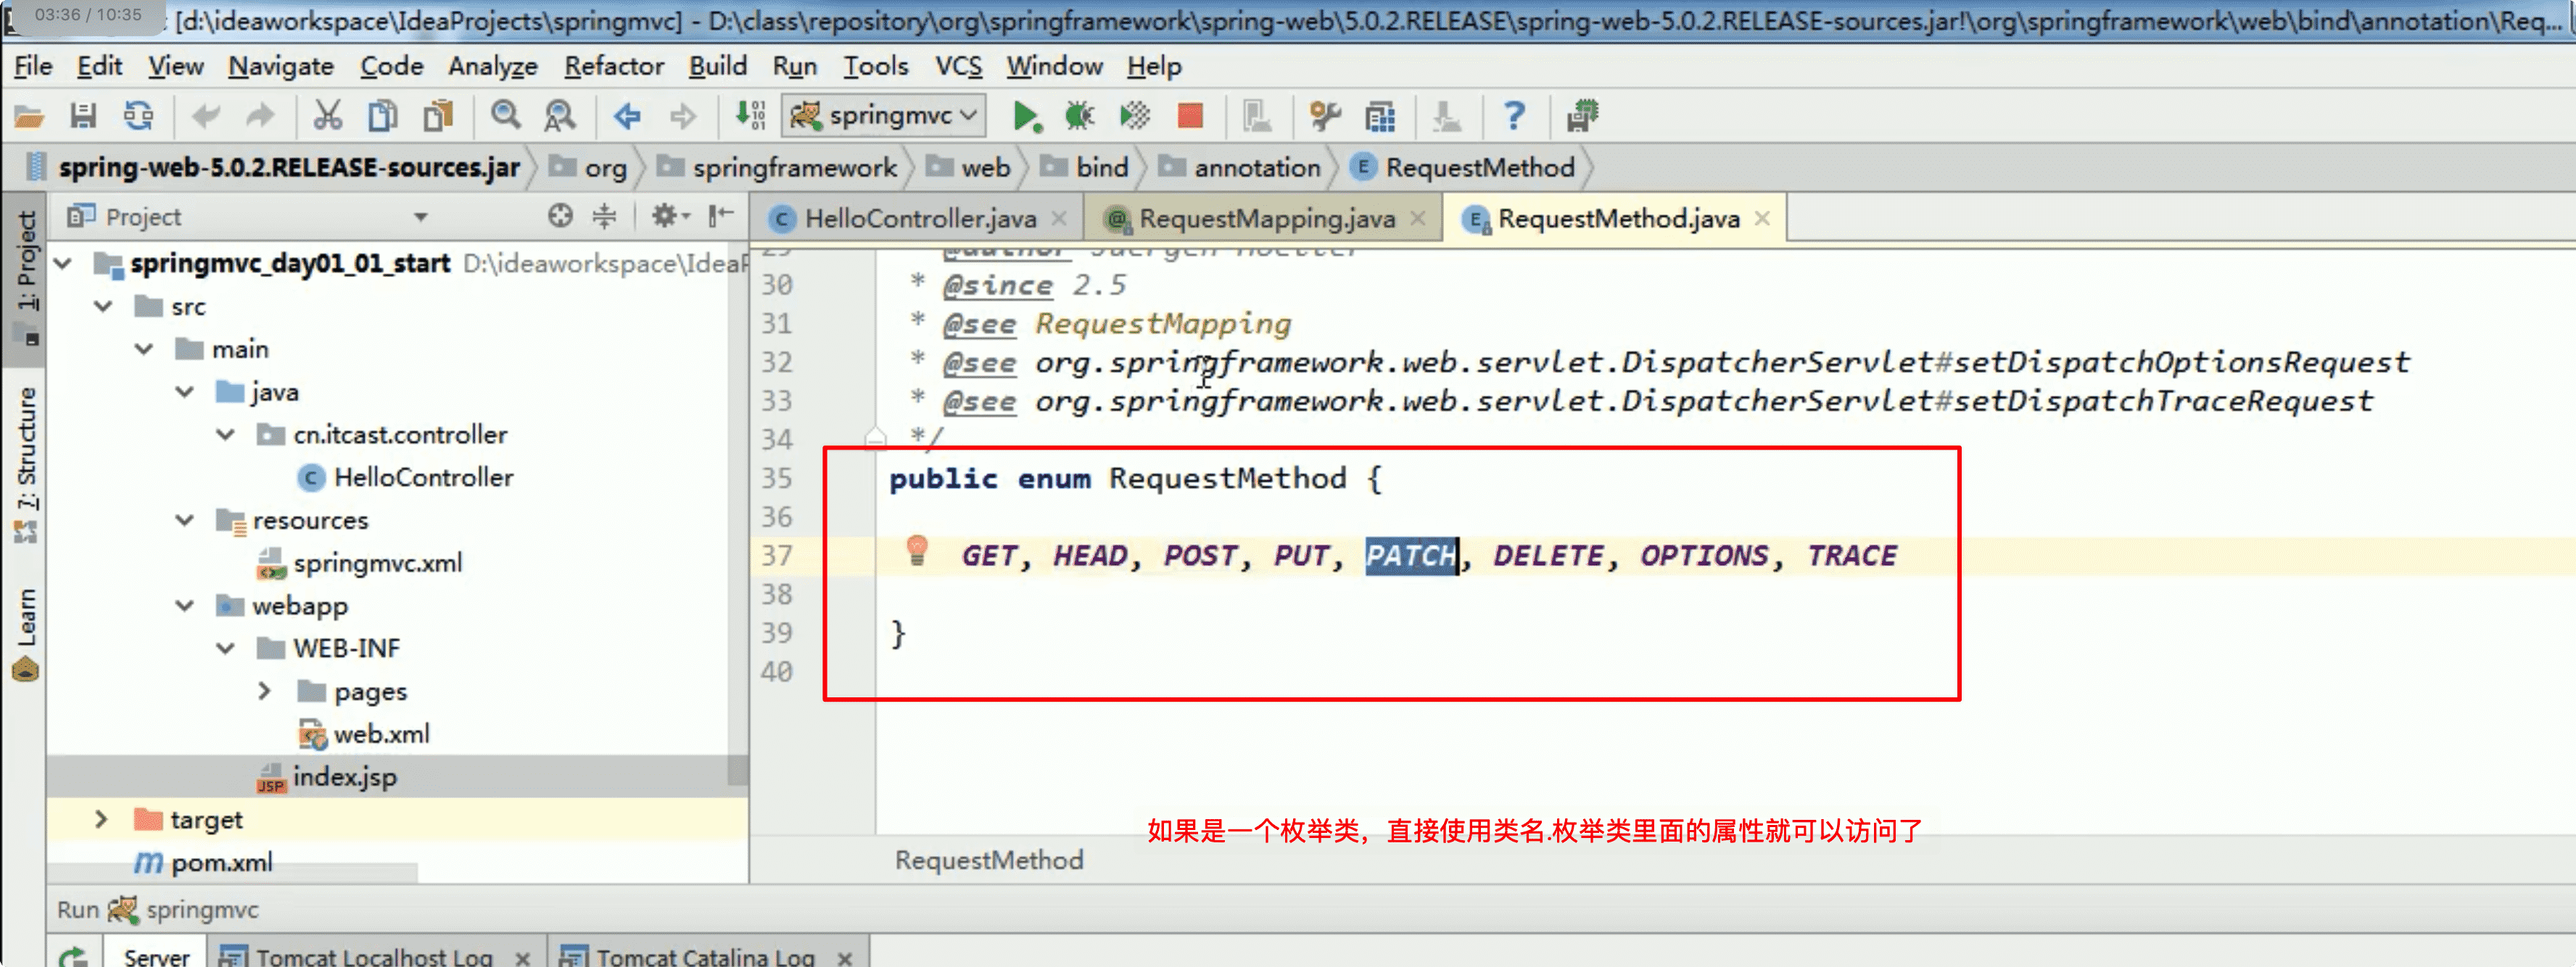 03:36 / 10:35
[d:\ideaworkspace\IdeaProjects\springmvc] - D:\class\repository\org\springframework\spring-web\5.0.2.RELEASE\spring-web-5.0.2.RELEASE-sources.jar!\org\springframework\web\bind\annotation\Req...
File Edit View Navigate Code Analyze Refactor Build Run Tools VCS Window Help
springmvc
spring-web-5.0.2.RELEASE-sources.jar org springframework web bind annotation RequestMethod
1: Project
7: Structure
Learn
Project
springmvc_day01_01_start D:\ideaworkspace\IdeaP
src
main
java
cn.itcast.controller
HelloController
resources
springmvc.xml
webapp
WEB-INF
pages
web.xml
index.jsp
target
pom.xml
HelloController.java RequestMapping.java RequestMethod.java
29 @author Juergen Hoeller
30 * @since 2.5
31 * @see RequestMapping
32 * @see org.springframework.web.servlet.DispatcherServlet#setDispatchOptionsRequest
33 * @see org.springframework.web.servlet.DispatcherServlet#setDispatchTraceRequest
34 */
35 public enum RequestMethod {
36
37 GET, HEAD, POST, PUT, PATCH, DELETE, OPTIONS, TRACE
38
39 }
40
如果是一个枚举类，直接使用类名.枚举类里面的属性就可以访问了
RequestMethod
Run springmvc
Server Tomcat Localhost Log Tomcat Catalina Log